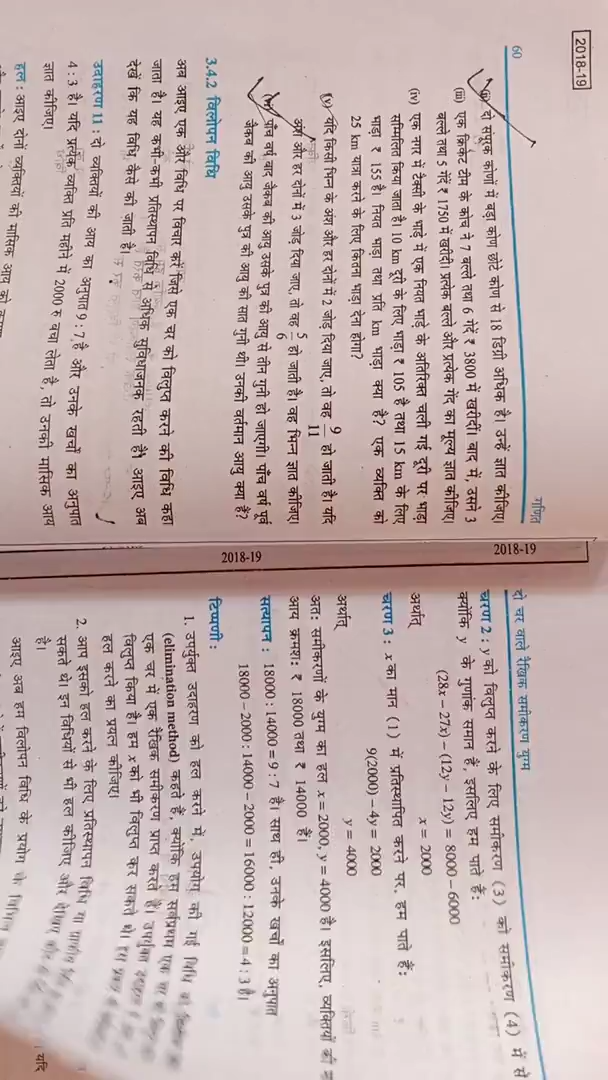 2018-19
60
गणित
(ii) दो संपूरक कोणों में बड़ा कोण छोटे कोण से 18 डिग्री अधिक है। उन्हें ज्ञात कीजिए।
(iii) एक क्रिकेट टीम के कोच ने 7 बल्ले तथा 6 गेंदें ₹ 3800 में खरीदीं। बाद में, उसने 3
बल्ले तथा 5 गेंदें ₹ 1750 में खरीदीं। प्रत्येक बल्ले और प्रत्येक गेंद का मूल्य ज्ञात कीजिए।
(iv) एक नगर में टैक्सी के भाड़े में एक नियत भाड़े के अतिरिक्त चली गई दूरी पर भाड़ा
सम्मिलित किया जाता है। 10 km दूरी के लिए भाड़ा ₹ 105 है तथा 15 km के लिए
भाड़ा ₹ 155 है। नियत भाड़ा तथा प्रति km भाड़ा क्या है? एक व्यक्ति को
25 km यात्रा करने के लिए कितना भाड़ा देना होगा?
(v) यदि किसी भिन्न के अंश और हर दोनों में 2 जोड़ दिया जाए, तो वह 9/11 हो जाती है। यदि
अंश और हर दोनों में 3 जोड़ दिया जाए, तो वह 5/6 हो जाती है। वह भिन्न ज्ञात कीजिए।
(vi) पाँच वर्ष बाद जैकब की आयु उसके पुत्र की आयु से तीन गुनी हो जाएगी। पाँच वर्ष पूर्व
जैकब की आयु उसके पुत्र की आयु की सात गुनी थी। उनकी वर्तमान आयु क्या हैं?
3.4.2 विलोपन विधि
अब आइए एक और विधि पर विचार करें जिसे एक चर को विलुप्त करने की विधि कहा
जाता है। यह कभी-कभी प्रतिस्थापन विधि से अधिक सुविधाजनक रहती है। आइए अब
देखें कि यह विधि कैसे की जाती है।
उदाहरण 11 : दो व्यक्तियों की आय का अनुपात 9 : 7 है और उनके खर्चों का अनुपात
4 : 3 है। यदि प्रत्येक व्यक्ति प्रति महीने में 2000 रु बचा लेता है, तो उनकी मासिक आय
ज्ञात कीजिए।
हल : आइए दोनों व्यक्तियों की मासिक आय को
2018-19
2018-19
दो चर वाले रैखिक समीकरण युग्म
चरण 2 : y को विलुप्त करने के लिए समीकरण (3) को समीकरण (4) में से
क्योंकि y के गुणांक समान हैं, इसलिए हम पाते हैं:
(28x – 27x) – (12y – 12y) = 8000 – 6000
अर्थात् x = 2000
चरण 3 : x का मान (1) में प्रतिस्थापित करने पर, हम पाते हैं:
9(2000) – 4y = 2000
अर्थात् y = 4000
अतः समीकरणों के युग्म का हल x = 2000, y = 4000 है। इसलिए, व्यक्तियों की
आय क्रमशः ₹ 18000 तथा ₹ 14000 हैं।
सत्यापन : 18000 : 14000 = 9 : 7 है। साथ ही, उनके खर्चों का अनुपात
18000 – 2000 : 14000 – 2000 = 16000 : 12000 = 4 : 3 है।
टिप्पणी :
1. उपर्युक्त उदाहरण को हल करने में, उपयोग की गई विधि को
(elimination method) कहते हैं, क्योंकि हम सर्वप्रथम एक चर को
एक चर में एक रैखिक समीकरण प्राप्त करते हैं। उपर्युक्त उदाहरण में
विलुप्त किया है। हम x को भी विलुप्त कर सकते थे।
हल करने का प्रयत्न कीजिए।
2. आप इसको हल करने के लिए प्रतिस्थापन विधि या
सकते थे। इन विधियों से भी हल कीजिए और देखिए
है।
आइए अब हम विलोपन विधि के प्रयोग के विभिन्न
यदि